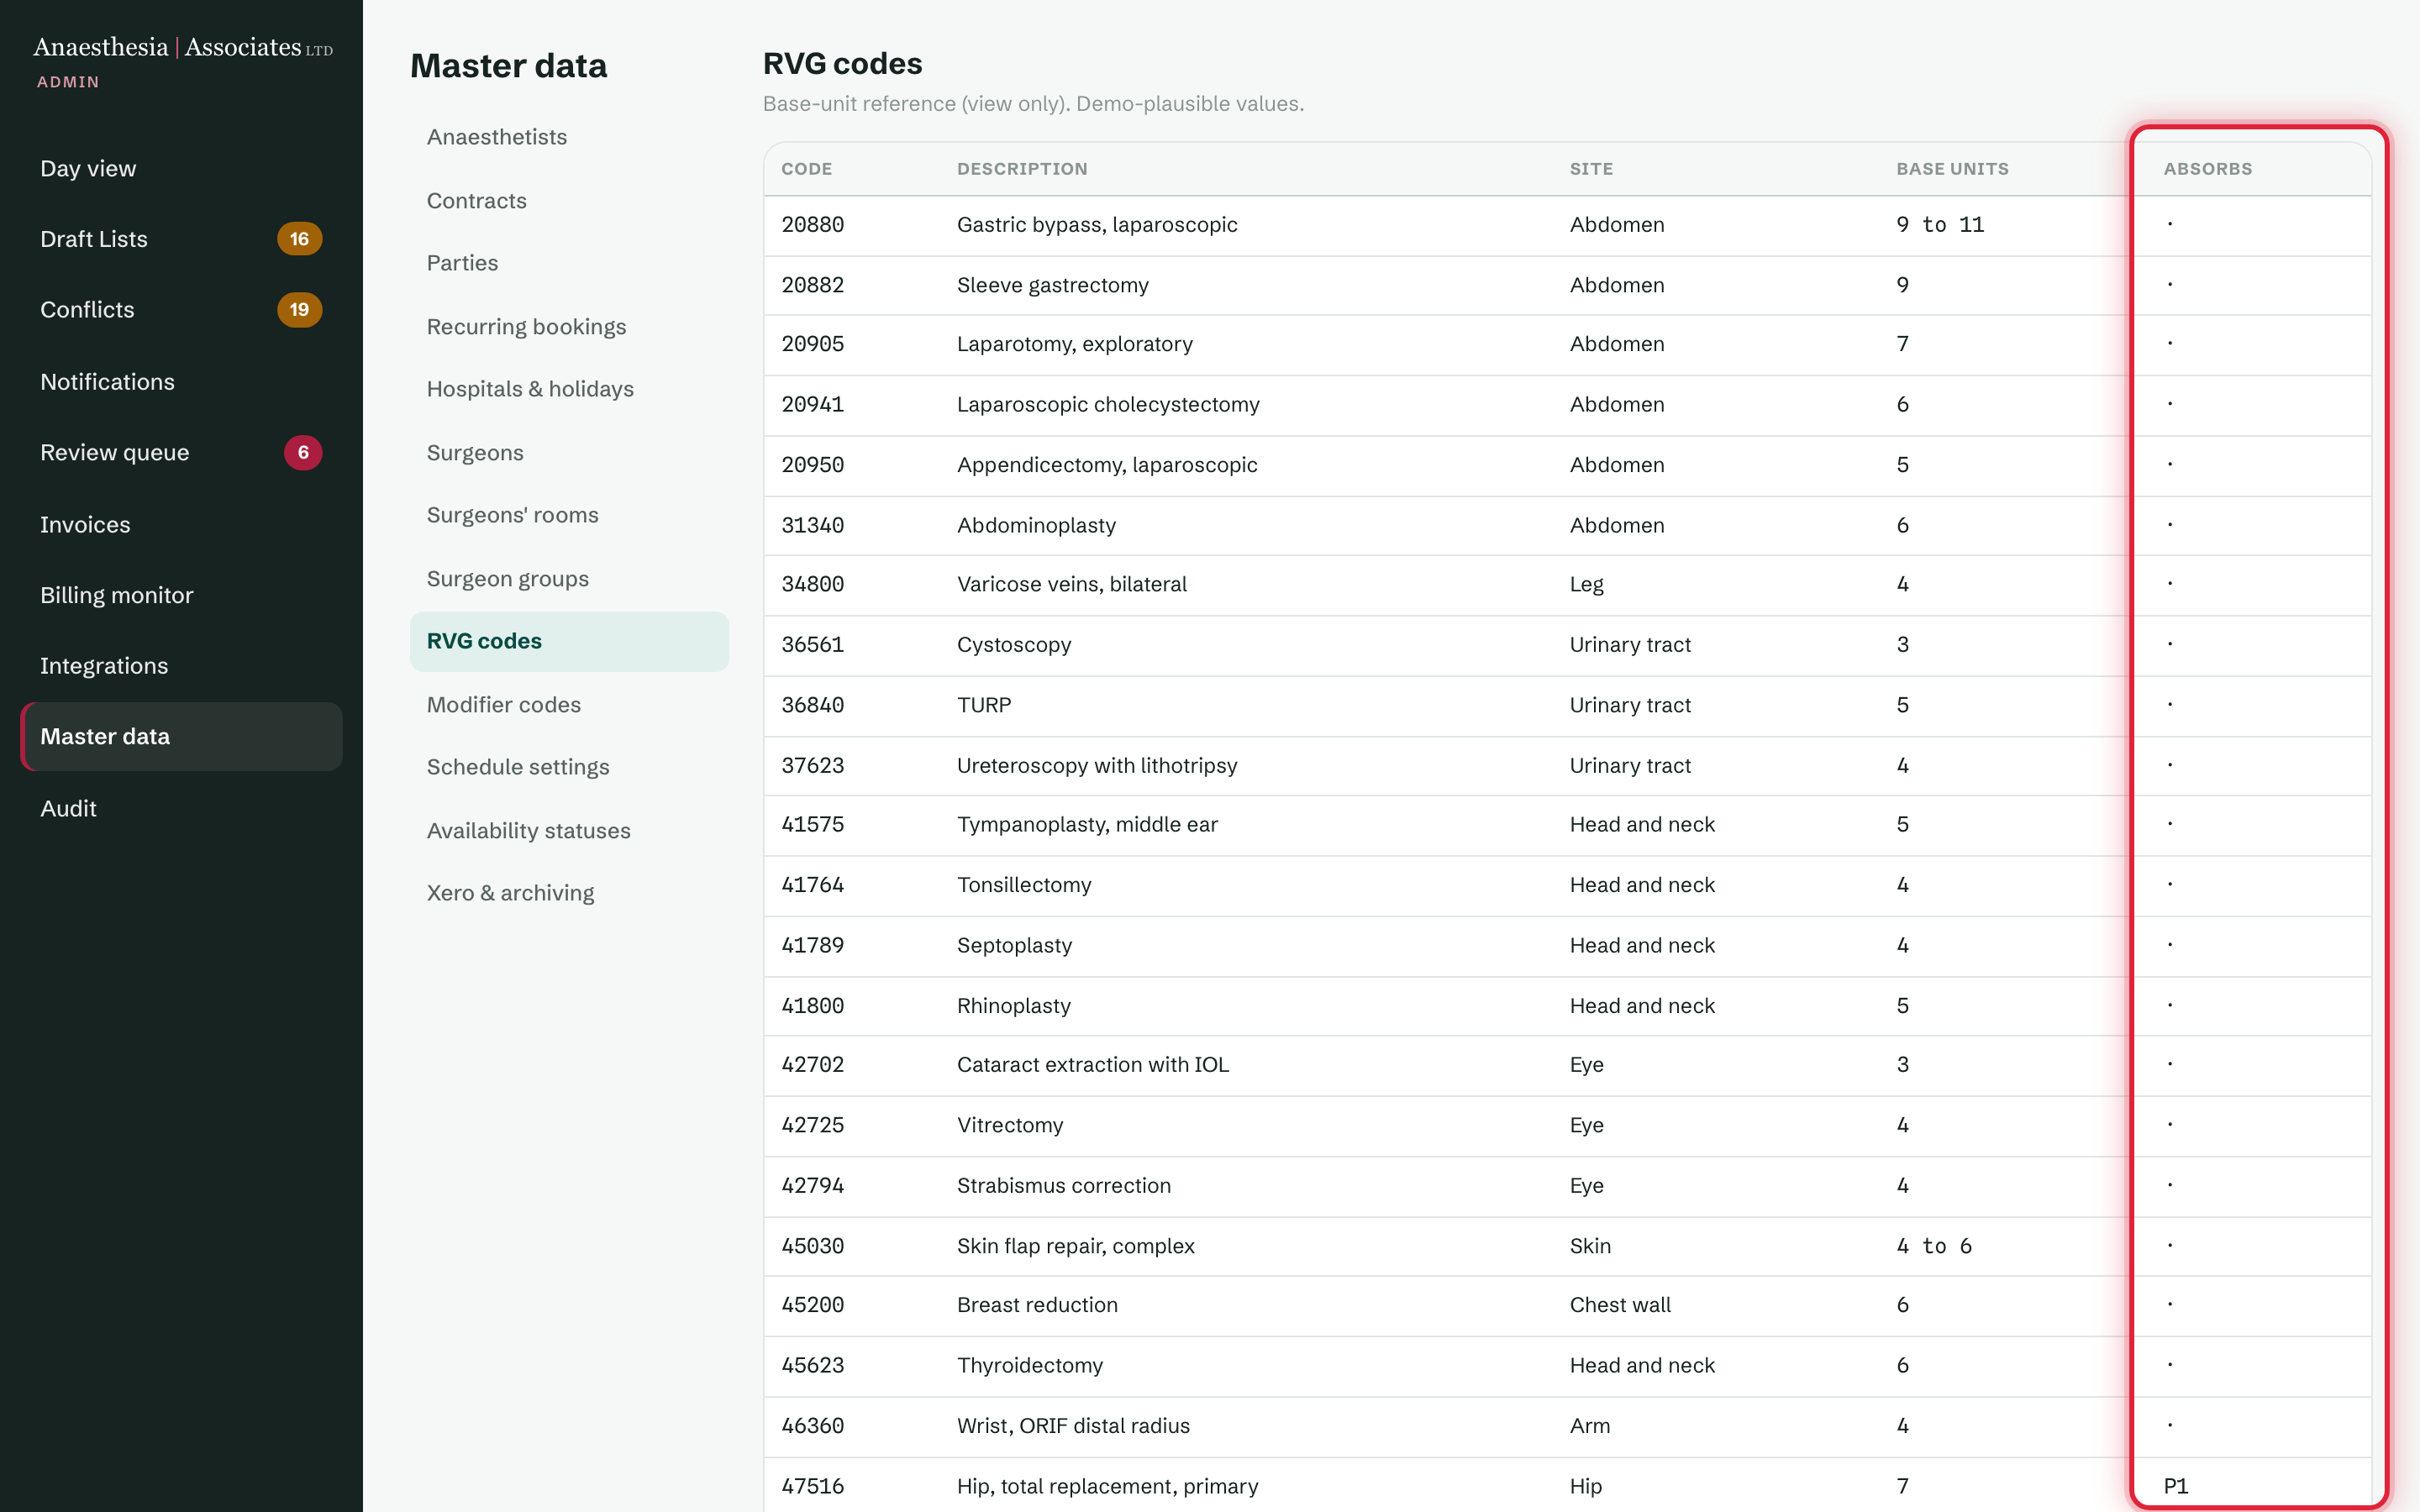 Anaesthesia | Associates LTD
ADMIN
Day view
Draft Lists 16
Conflicts 19
Notifications
Review queue 6
Invoices
Billing monitor
Integrations
Master data
Audit
Master data
Anaesthetists
Contracts
Parties
Recurring bookings
Hospitals & holidays
Surgeons
Surgeons' rooms
Surgeon groups
RVG codes
Modifier codes
Schedule settings
Availability statuses
Xero & archiving
RVG codes
Base-unit reference (view only). Demo-plausible values.
CODE DESCRIPTION SITE BASE UNITS ABSORBS
20880 Gastric bypass, laparoscopic Abdomen 9 to 11 ·
20882 Sleeve gastrectomy Abdomen 9 ·
20905 Laparotomy, exploratory Abdomen 7 ·
20941 Laparoscopic cholecystectomy Abdomen 6 ·
20950 Appendicectomy, laparoscopic Abdomen 5 ·
31340 Abdominoplasty Abdomen 6 ·
34800 Varicose veins, bilateral Leg 4 ·
36561 Cystoscopy Urinary tract 3 ·
36840 TURP Urinary tract 5 ·
37623 Ureteroscopy with lithotripsy Urinary tract 4 ·
41575 Tympanoplasty, middle ear Head and neck 5 ·
41764 Tonsillectomy Head and neck 4 ·
41789 Septoplasty Head and neck 4 ·
41800 Rhinoplasty Head and neck 5 ·
42702 Cataract extraction with IOL Eye 3 ·
42725 Vitrectomy Eye 4 ·
42794 Strabismus correction Eye 4 ·
45030 Skin flap repair, complex Skin 4 to 6 ·
45200 Breast reduction Chest wall 6 ·
45623 Thyroidectomy Head and neck 6 ·
46360 Wrist, ORIF distal radius Arm 4 ·
47516 Hip, total replacement, primary Hip 7 P1